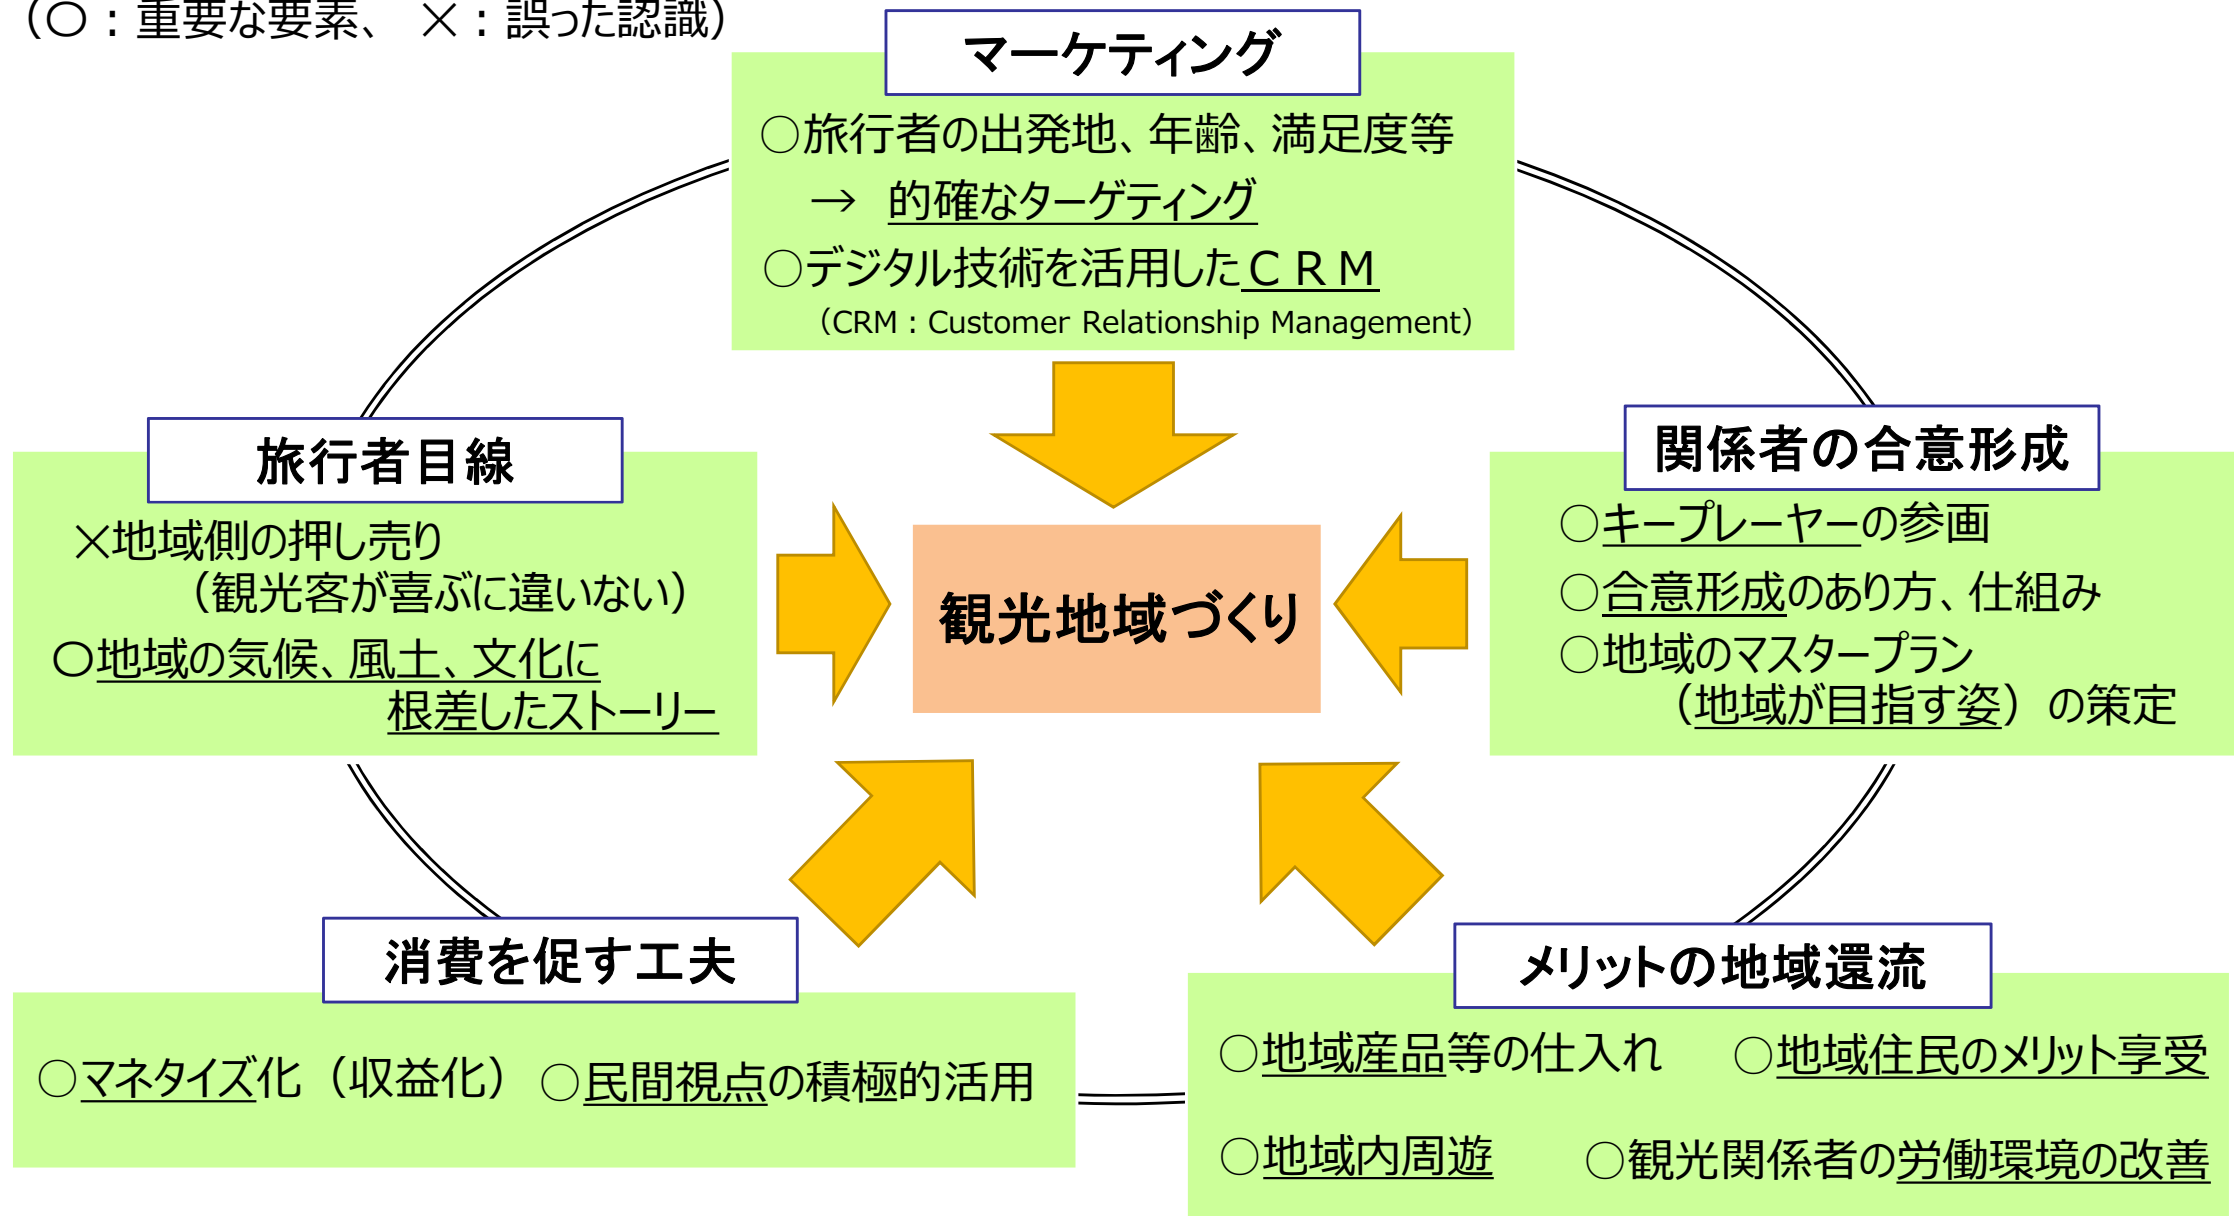 （〇：重要な要素、 ×：誤った認識）
マーケティング
○旅行者の出発地、年齢、満足度等
→ 的確なターゲティング
○デジタル技術を活用したＣＲＭ
（CRM：Customer Relationship Management）
旅行者目線
×地域側の押し売り
（観光客が喜ぶに違いない）
〇地域の気候、風土、文化に
根差したストーリー
関係者の合意形成
○キープレーヤーの参画
○合意形成のあり方、仕組み
○地域のマスタープラン
（地域が目指す姿）の策定
観光地域づくり
消費を促す工夫
○マネタイズ化（収益化） ○民間視点の積極的活用
メリットの地域還流
○地域産品等の仕入れ ○地域住民のメリット享受
○地域内周遊 ○観光関係者の労働環境の改善